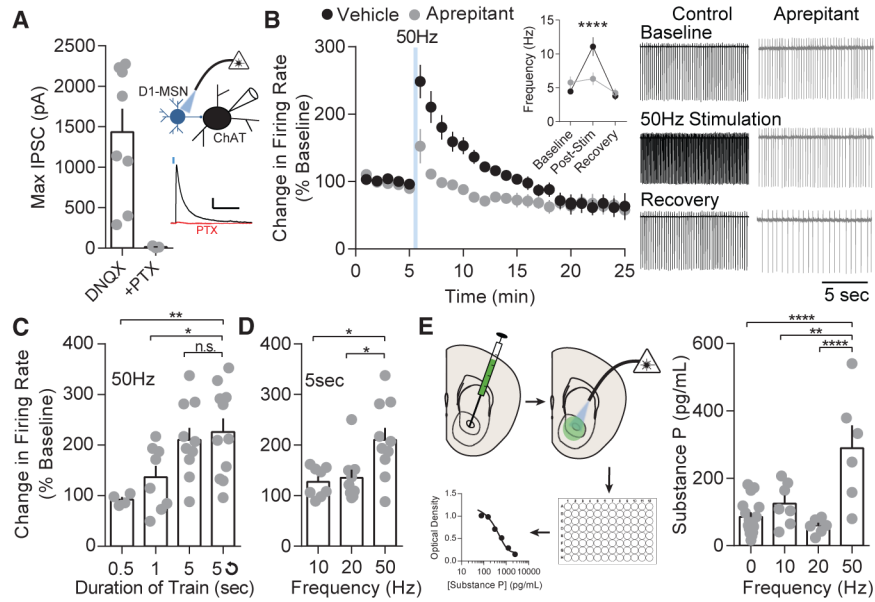 A
Max IPSC (pA)
2500
2000
1500
1000
500
0
DNQX
+PTX
D1-MSN
ChAT
PTX
B
Vehicle
Aprepitant
50Hz
Change in Firing Rate
(% Baseline)
300
200
100
0
0 5 10 15 20 25
Time (min)
Frequency (Hz)
15
10
5
0
****
Baseline
Post-Stim
Recovery
Control
Aprepitant
Baseline
50Hz Stimulation
Recovery
5 sec
C
**
*
n.s.
50Hz
Change in Firing Rate
(% Baseline)
400
300
200
100
0
0.5 1 5 5
Duration of Train (sec)
D
*
*
5sec
400
300
200
100
0
10 20 50
Frequency (Hz)
E
Optical Density
1.5
1.0
0.5
0.0
10 100 1000 10000
[Substance P] (pg/mL)
****
**
****
Substance P (pg/mL)
600
400
200
0
0 10 20 50
Frequency (Hz)